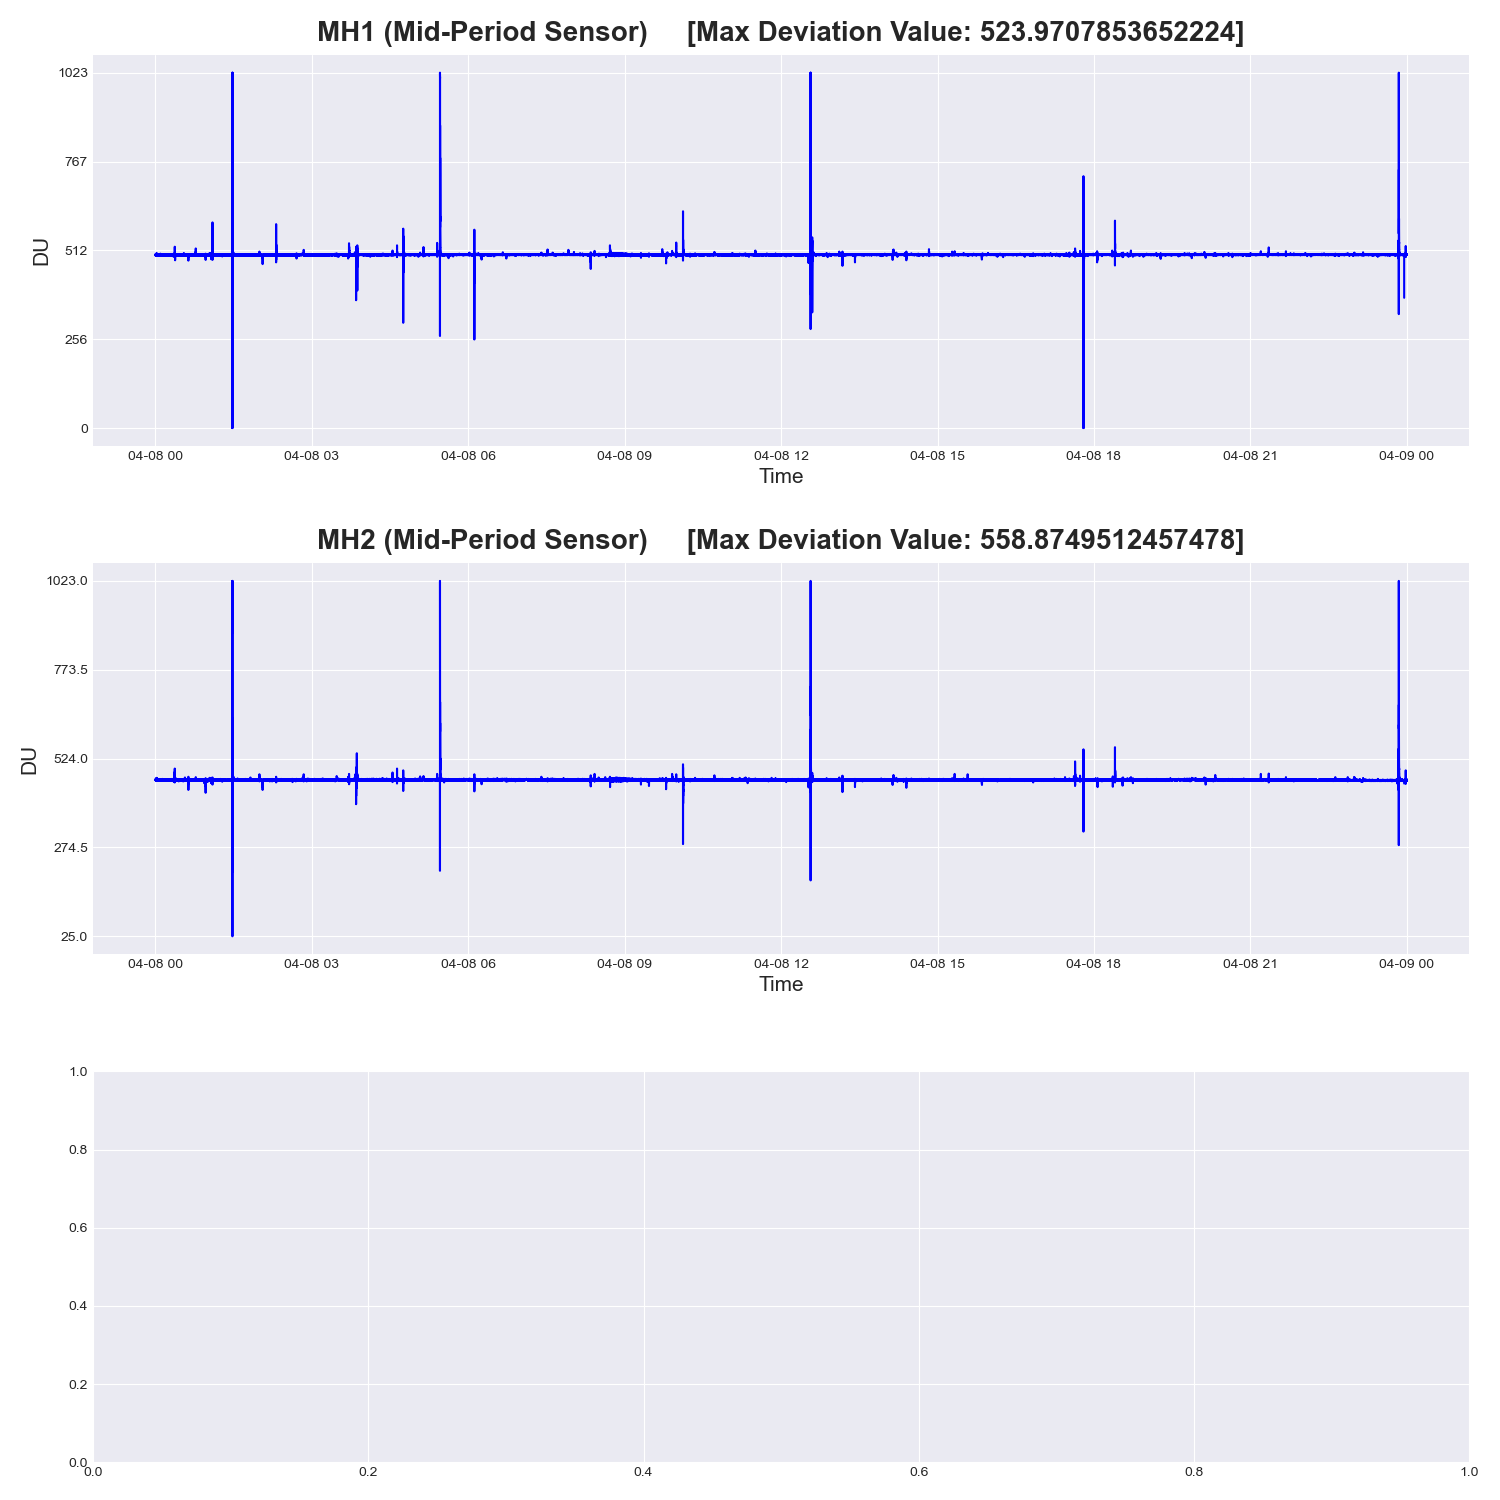 MH1 (Mid-Period Sensor) [Max Deviation Value: 523.9707853652224]
1023
767
512
256
0
DU
04-08 00 04-08 03 04-08 06 04-08 09 04-08 12 04-08 15 04-08 18 04-08 21 04-09 00
Time
MH2 (Mid-Period Sensor) [Max Deviation Value: 558.8749512457478]
1023.0
773.5
524.0
274.5
25.0
DU
04-08 00 04-08 03 04-08 06 04-08 09 04-08 12 04-08 15 04-08 18 04-08 21 04-09 00
Time
1.0
0.8
0.6
0.4
0.2
0.0
0.0 0.2 0.4 0.6 0.8 1.0